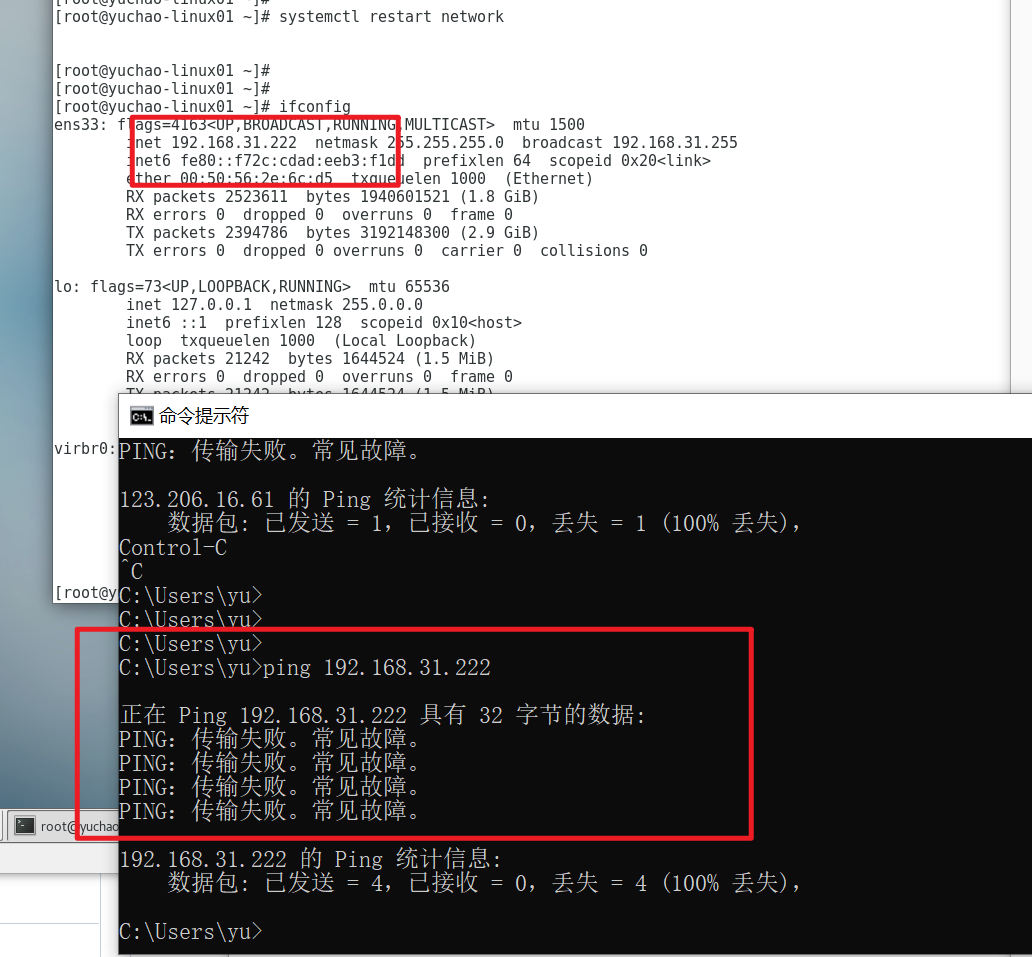 [root@yuchao-linux01 ~]#
[root@yuchao-linux01 ~]# systemctl restart network
[root@yuchao-linux01 ~]#
[root@yuchao-linux01 ~]#
[root@yuchao-linux01 ~]# ifconfig
ens33: flags=4163<UP,BROADCAST,RUNNING,MULTICAST>  mtu 1500
inet 192.168.31.222  netmask 255.255.255.0  broadcast 192.168.31.255
inet6 fe80::f72c:cdad:eeb3:f1dd  prefixlen 64  scopeid 0x20<link>
ether 00:50:56:2e:6c:d5  txqueuelen 1000  (Ethernet)
RX packets 2523611  bytes 1940601521 (1.8 GiB)
RX errors 0  dropped 0  overruns 0  frame 0
TX packets 2394786  bytes 3192148300 (2.9 GiB)
TX errors 0  dropped 0 overruns 0  carrier 0  collisions 0
lo: flags=73<UP,LOOPBACK,RUNNING>  mtu 65536
inet 127.0.0.1  netmask 255.0.0.0
inet6 ::1  prefixlen 128  scopeid 0x10<host>
loop  txqueuelen 1000  (Local Loopback)
RX packets 21242  bytes 1644524 (1.5 MiB)
RX errors 0  dropped 0  overruns 0  frame 0
TX packets 21242  bytes 1644524 (1.5 MiB)
virbr0:
[root@y
命令提示符
PING：传输失败。常见故障。
123.206.16.61 的 Ping 统计信息:
数据包: 已发送 = 1，已接收 = 0，丢失 = 1 (100% 丢失)，
Control-C
^C
C:\Users\yu>
C:\Users\yu>
C:\Users\yu>
C:\Users\yu>ping 192.168.31.222
正在 Ping 192.168.31.222 具有 32 字节的数据:
PING：传输失败。常见故障。
PING：传输失败。常见故障。
PING：传输失败。常见故障。
PING：传输失败。常见故障。
192.168.31.222 的 Ping 统计信息:
数据包: 已发送 = 4，已接收 = 0，丢失 = 4 (100% 丢失)，
C:\Users\yu>
root@yuchao